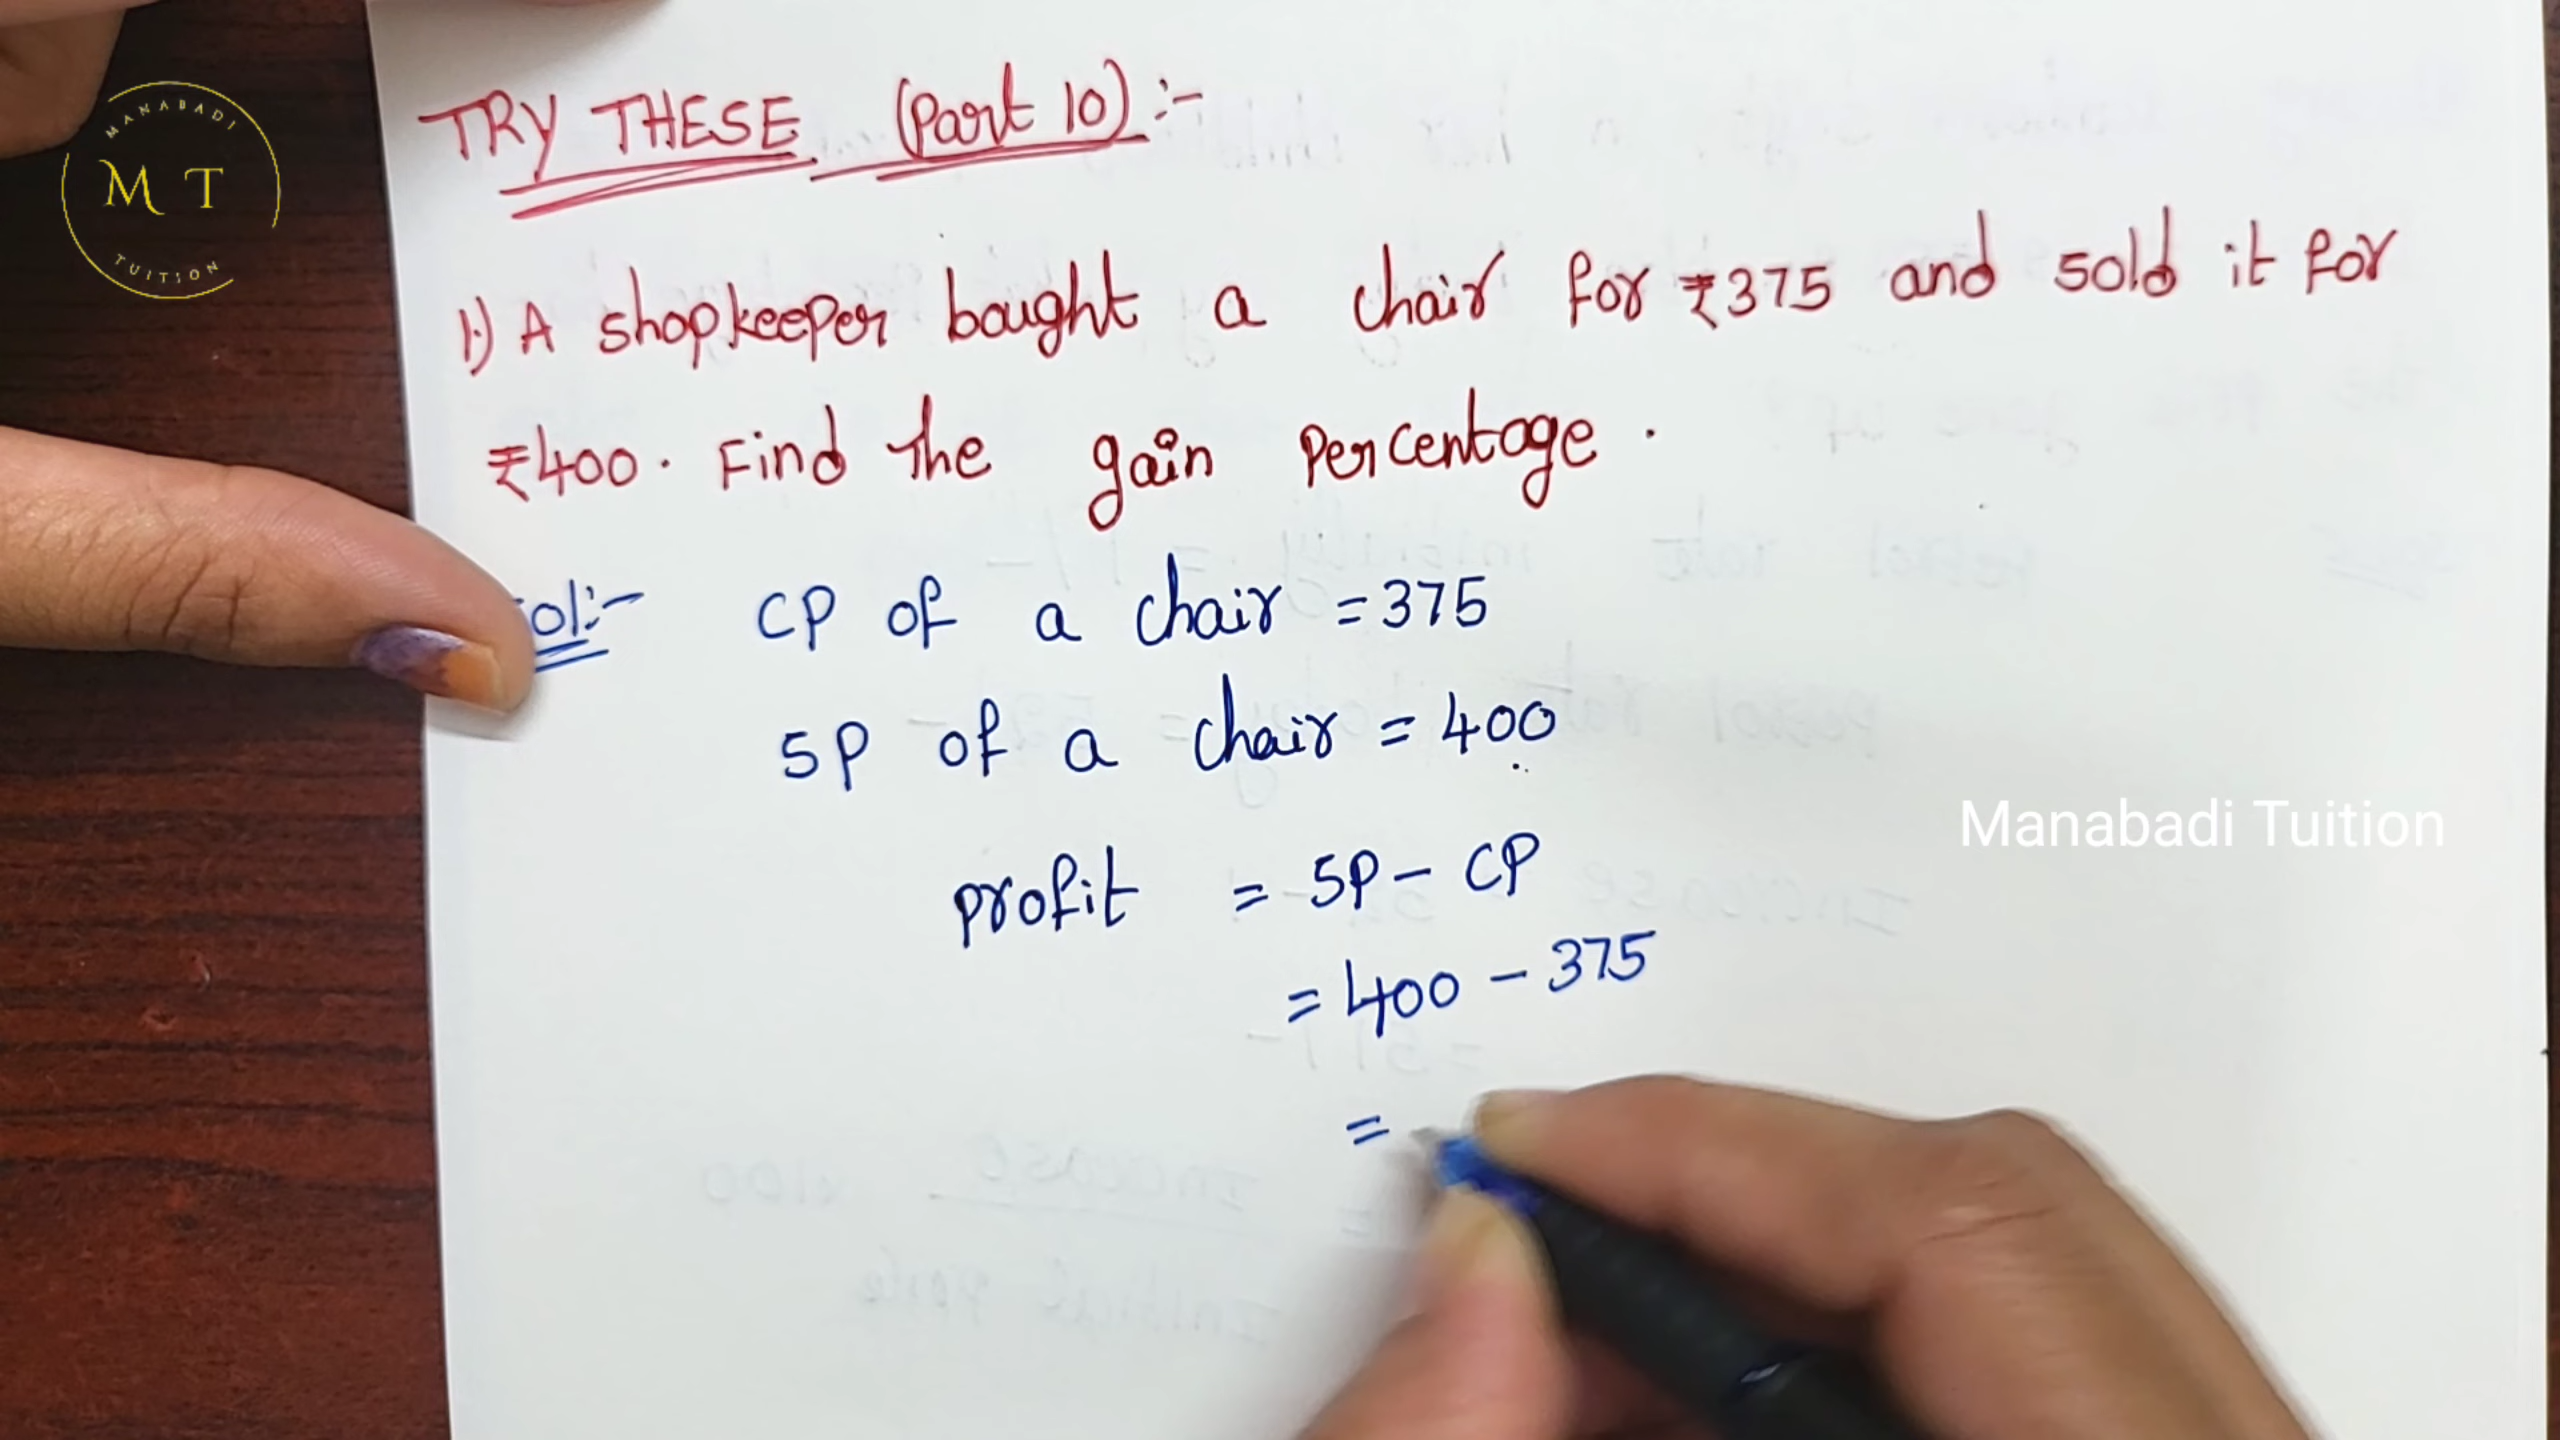 MANABADI
M T
TUITION
TRY THESE (Part 10):-
1.) A shopkeeper bought a chair for ₹375 and sold it for
₹400. Find the gain percentage.
ol:- CP of a chair = 375
SP of a chair = 400
profit = SP - CP
= 400 - 375
=
Manabadi Tuition